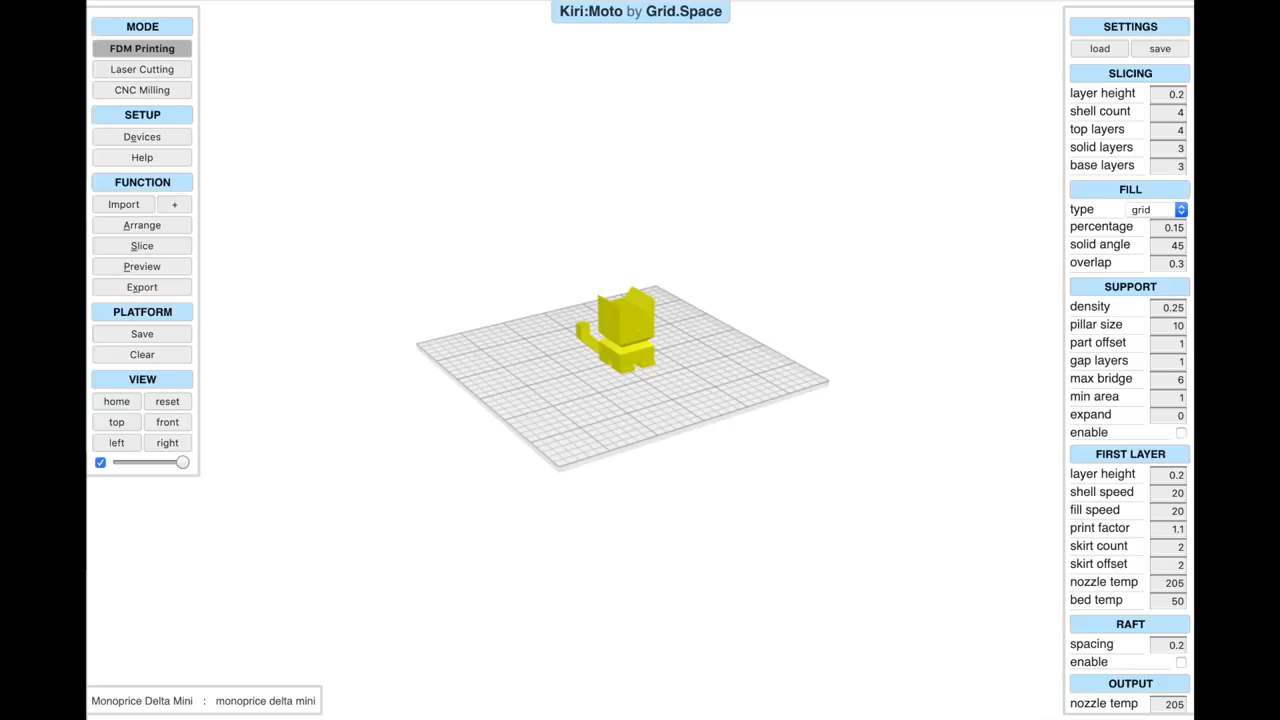 Kiri:Moto by Grid.Space
MODE
FDM Printing
Laser Cutting
CNC Milling
SETUP
Devices
Help
FUNCTION
Import +
Arrange
Slice
Preview
Export
PLATFORM
Save
Clear
VIEW
home reset
top front
left right
Monoprice Delta Mini : monoprice delta mini
SETTINGS
load save
SLICING
layer height 0.2
shell count 4
top layers 4
solid layers 3
base layers 3
FILL
type grid
percentage 0.15
solid angle 45
overlap 0.3
SUPPORT
density 0.25
pillar size 10
part offset 1
gap layers 1
max bridge 6
min area 1
expand 0
enable
FIRST LAYER
layer height 0.2
shell speed 20
fill speed 20
print factor 1.1
skirt count 2
skirt offset 2
nozzle temp 205
bed temp 50
RAFT
spacing 0.2
enable
OUTPUT
nozzle temp 205